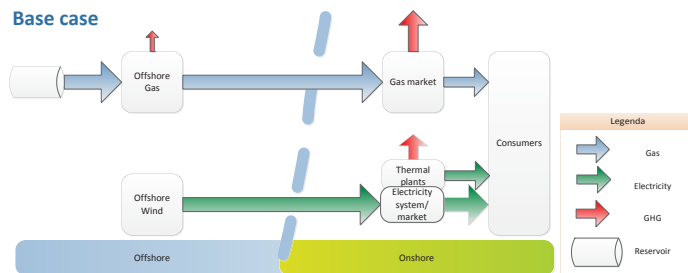 Base case
Offshore
Gas
Gas market
Consumers
Thermal
plants
Electricity system/
market
Offshore
Wind
Offshore
Onshore
Legenda
Gas
Electricity
GHG
Reservoir